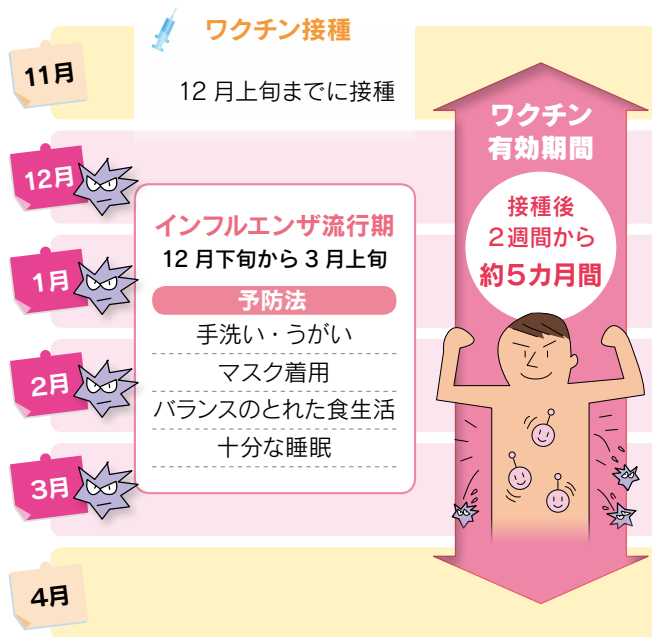 ワクチン接種
12月上旬までに接種
11月
12月
1月
2月
3月
4月
インフルエンザ流行期
12月下旬から3月上旬
予防法
手洗い・うがい
マスク着用
バランスのとれた食生活
十分な睡眠
ワクチン
有効期間
接種後
2週間から
約5カ月間